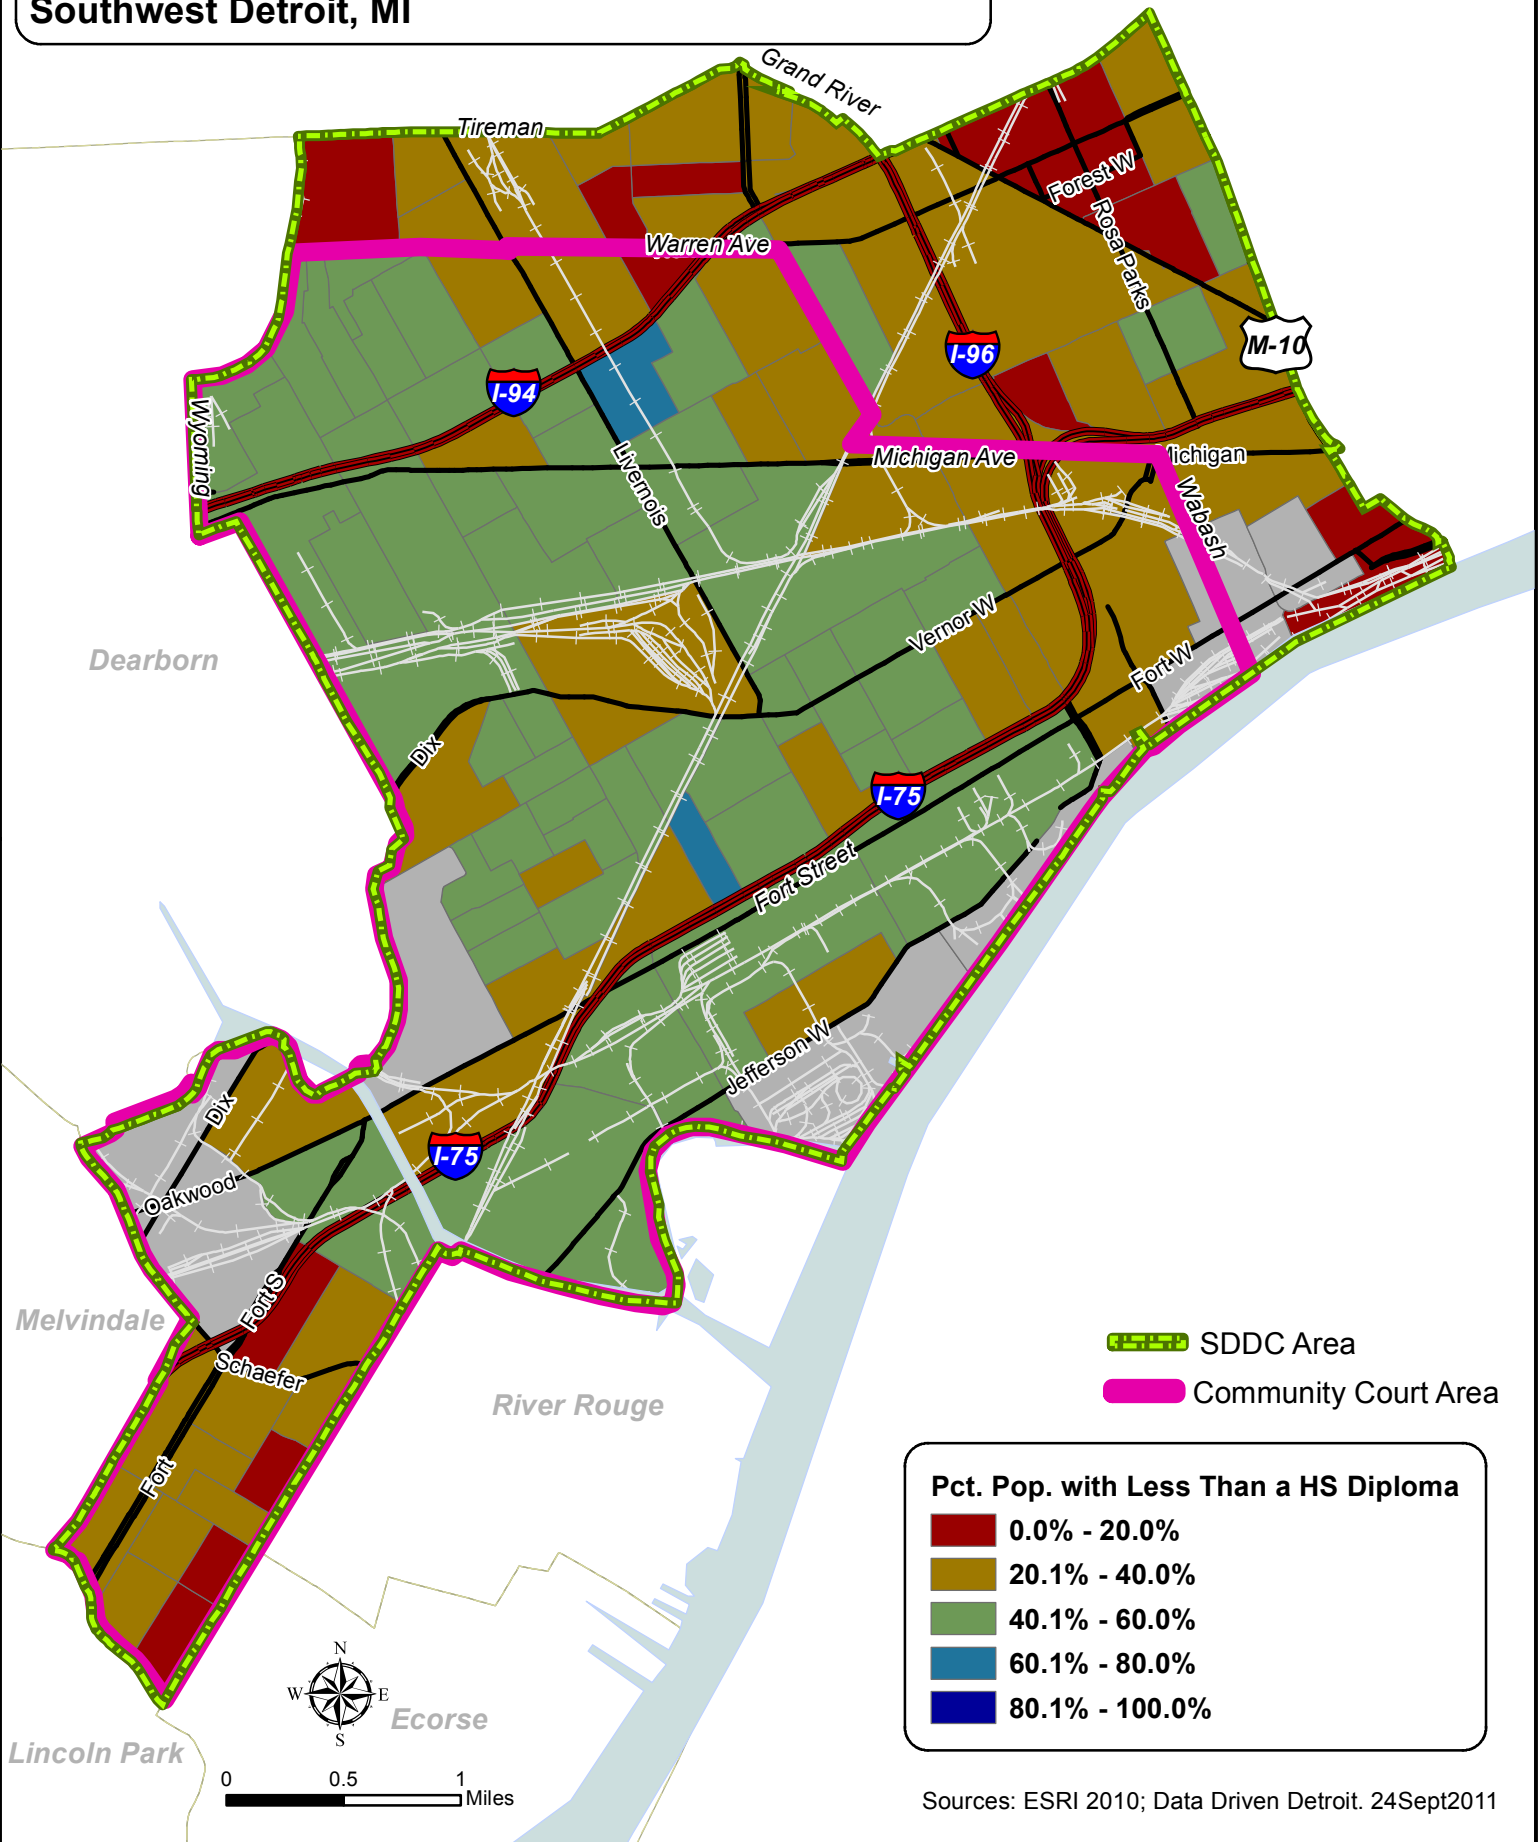 Southwest Detroit, MI
Grand River
Tireman
Forest W
Rosa Parks
Warren Ave
M-10
I-96
I-94
Wyoming
Livernois
Michigan Ave
Michigan
Wabash
Dearborn
Vernor W
Fort W
Dix
I-75
Fort Street
Jefferson W
Dix
I-75
Oakwood
Fort S
Melvindale
Schaefer
River Rouge
Fort
SDDC Area
Community Court Area
Pct. Pop. with Less Than a HS Diploma
0.0% - 20.0%
20.1% - 40.0%
40.1% - 60.0%
60.1% - 80.0%
80.1% - 100.0%
N
W E
S
Ecorse
Lincoln Park
0 0.5 1
Miles
Sources: ESRI 2010; Data Driven Detroit. 24Sept2011